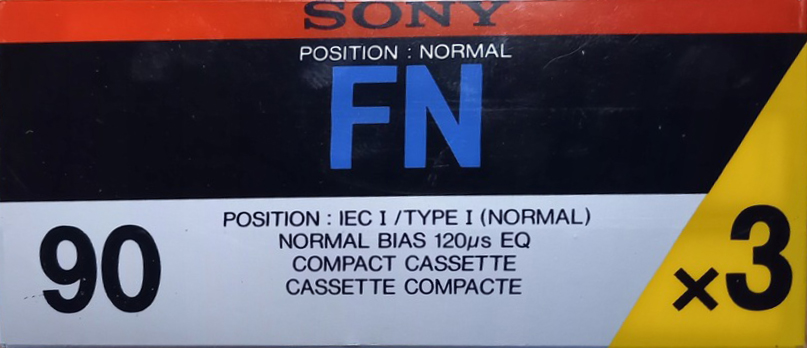 SONY
POSITION : NORMAL
FN
90
POSITION : IEC I / TYPE I (NORMAL)
NORMAL BIAS 120µs EQ
COMPACT CASSETTE
CASSETTE COMPACTE
×3